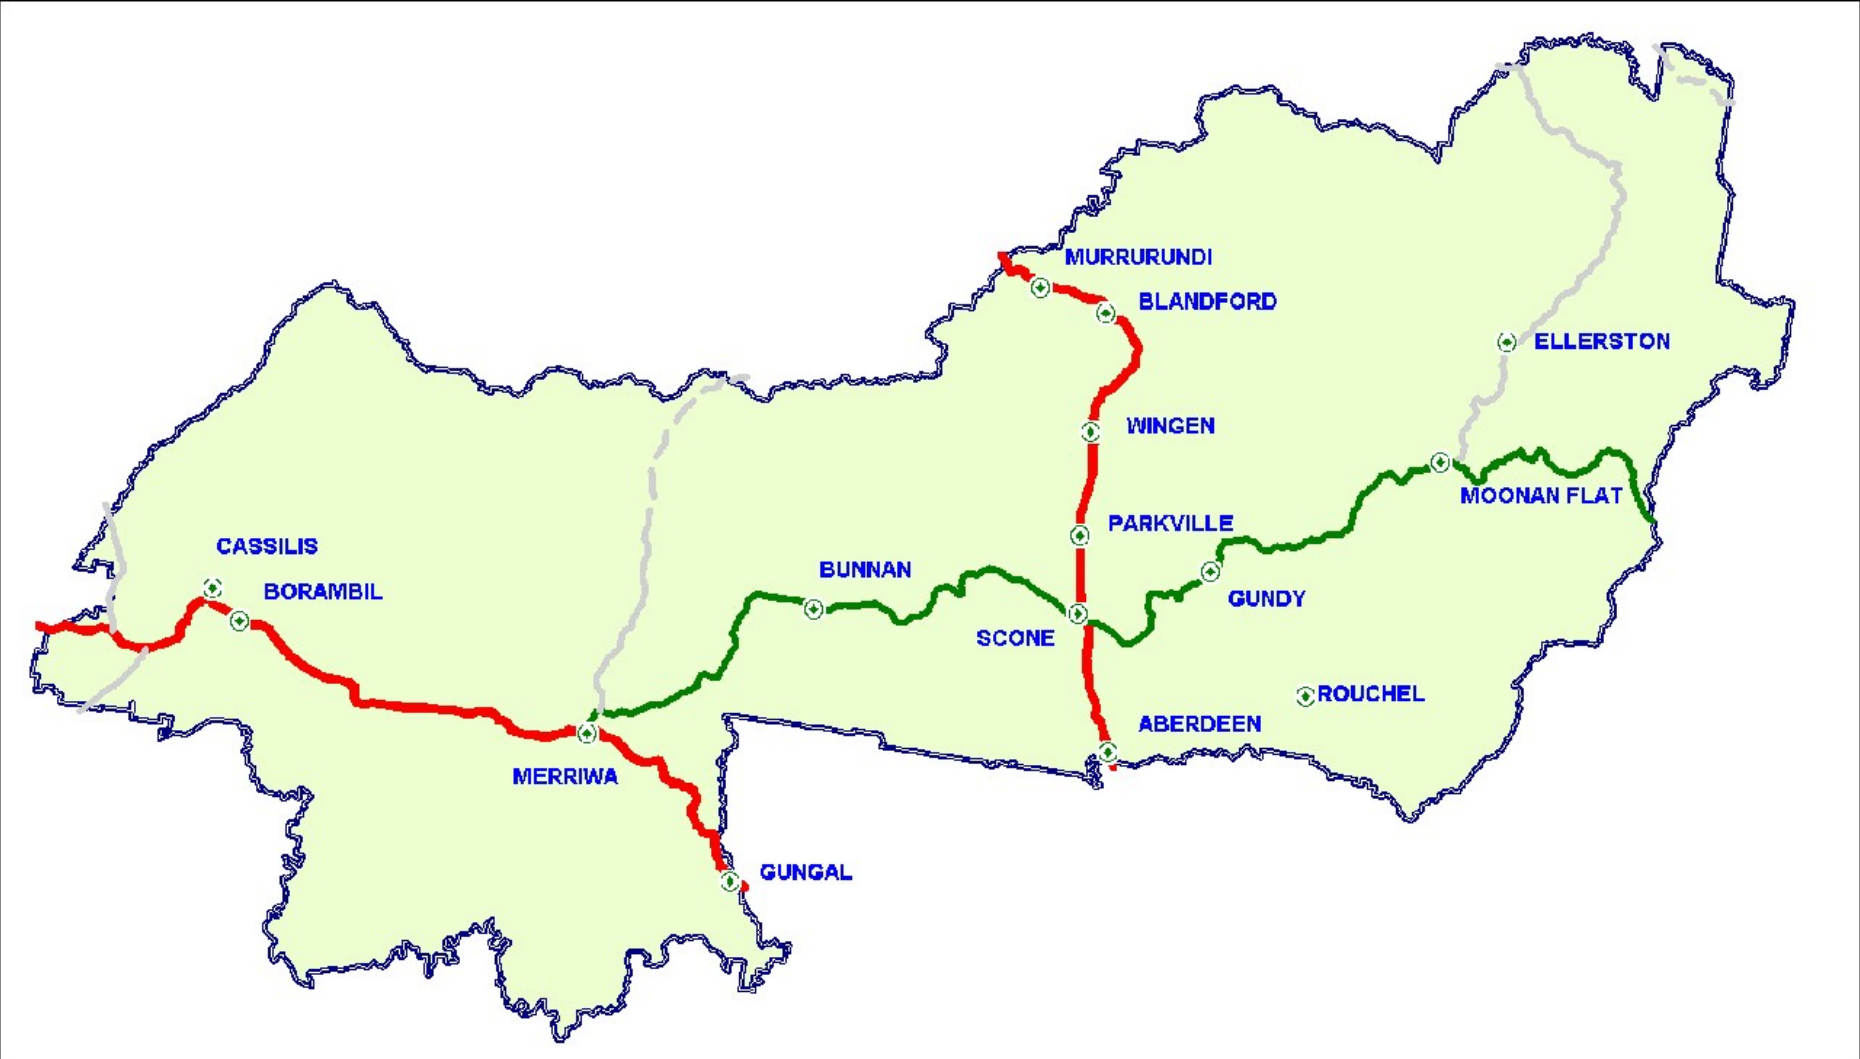 MURRURUNDI
BLANDFORD
ELLERSTON
WINGEN
MOONAN FLAT
PARKVILLE
CASSILIS
BORAMBIL
BUNNAN
GUNDY
SCONE
ROUCHEL
ABERDEEN
MERRIWA
GUNGAL